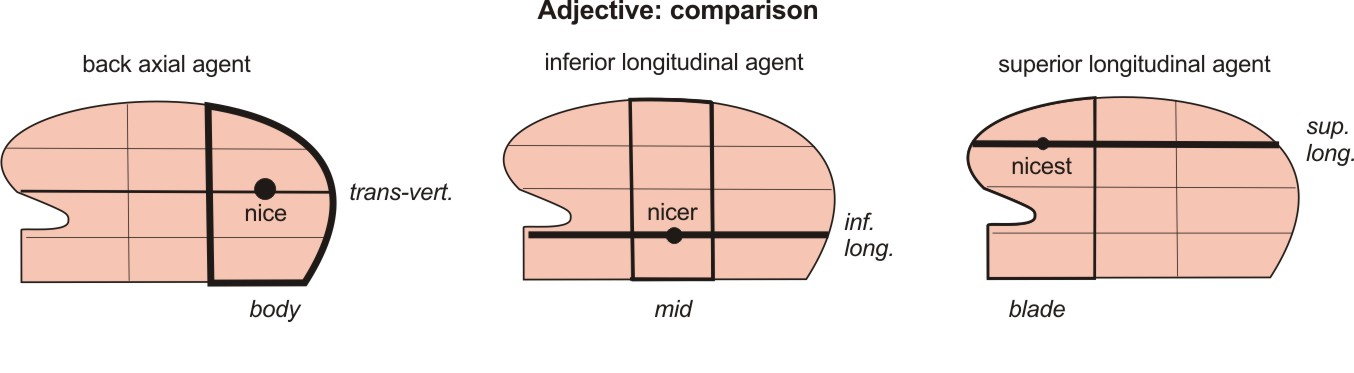 Adjective: comparison
back axial agent
inferior longitudinal agent
superior longitudinal agent
nice
trans-vert.
body
nicer
inf.
long.
mid
nicest
sup.
long.
blade